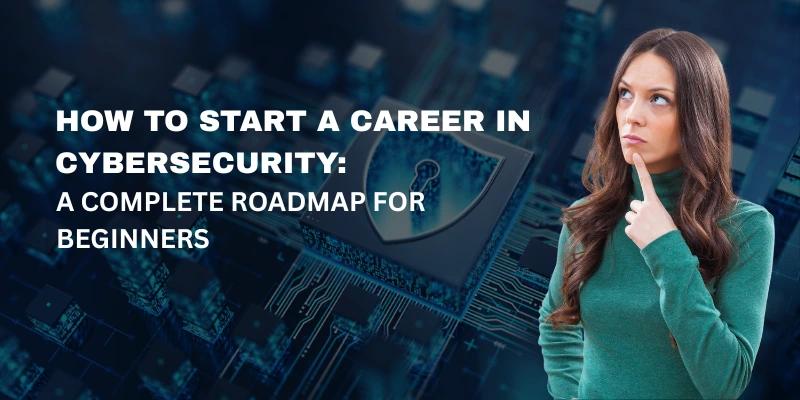 HOW TO START A CAREER IN
CYBERSECURITY:
A COMPLETE ROADMAP FOR
BEGINNERS